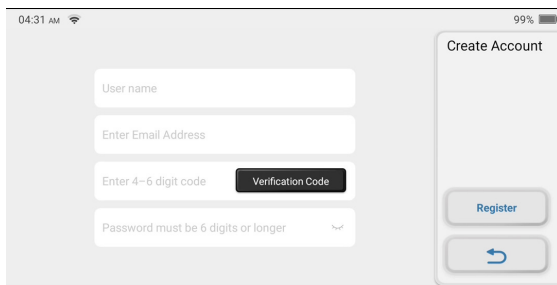 04:31 AM
99%
Create Account
User name
Enter Email Address
Enter 4-6 digit code
Verification Code
Password must be 6 digits or longer
Register